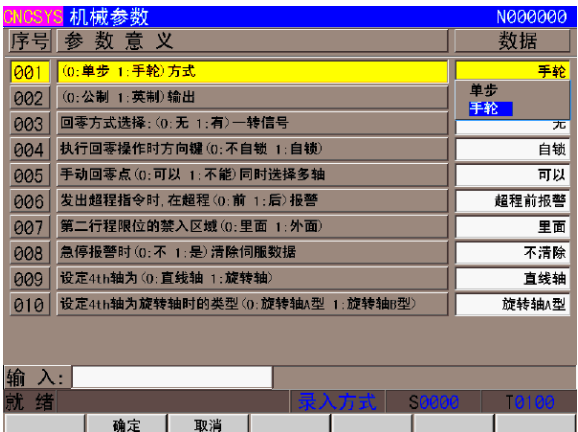 CNCSYS 机械参数 N000000
序号 参 数 意 义 数据
001 (0:单步 1:手轮)方式 手轮
单步
手轮
002 (0:公制 1:英制)输出
003 回零方式选择:(0:无 1:有)一转信号 无
004 执行回零操作时方向键(0:不自锁 1:自锁) 自锁
005 手动回零点(0:可以 1:不能)同时选择多轴 可以
006 发出超程指令时,在超程(0:前 1:后)报警 超程前报警
007 第二行程限位的禁入区域(0:里面 1:外面) 里面
008 急停报警时(0:不 1:是)清除伺服数据 不清除
009 设定4th轴为(0:直线轴 1:旋转轴) 直线轴
010 设定4th轴为旋转轴时的类型(0:旋转轴A型 1:旋转轴B型) 旋转轴A型
输 入:
就 绪 录入方式 S0000 T0100
确定 取消